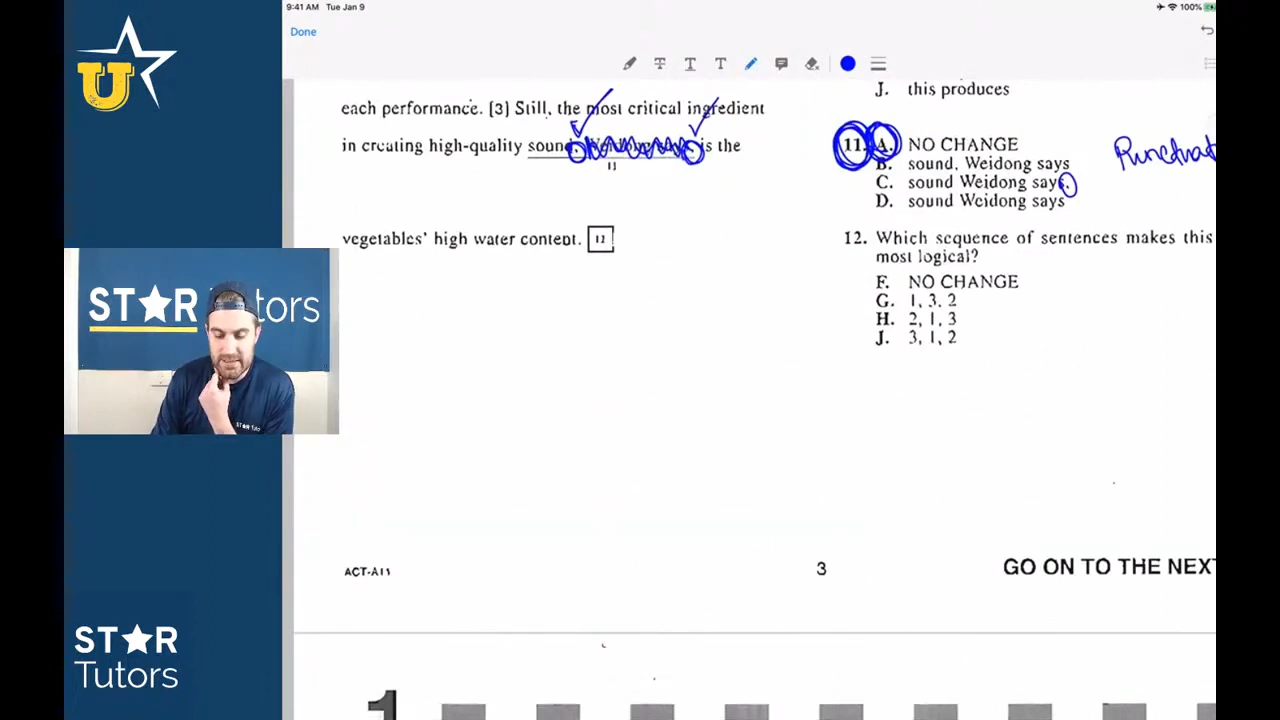 9:41 AM Tue Jan 9
100%
Done
T T T
J. this produces
each performance. [3] Still, the most critical ingredient
in creating high-quality sound, is the
11
11. A. NO CHANGE
B. sound, Weidong says
C. sound Weidong says,
D. sound Weidong says
Punctuat
vegetables' high water content. 12
12. Which sequence of sentences makes this
most logical?
F. NO CHANGE
G. 1, 3, 2
H. 2, 1, 3
J. 3, 1, 2
U
STAR Tutors
ACT-A11
3
GO ON TO THE NEXT
STAR
Tutors
1